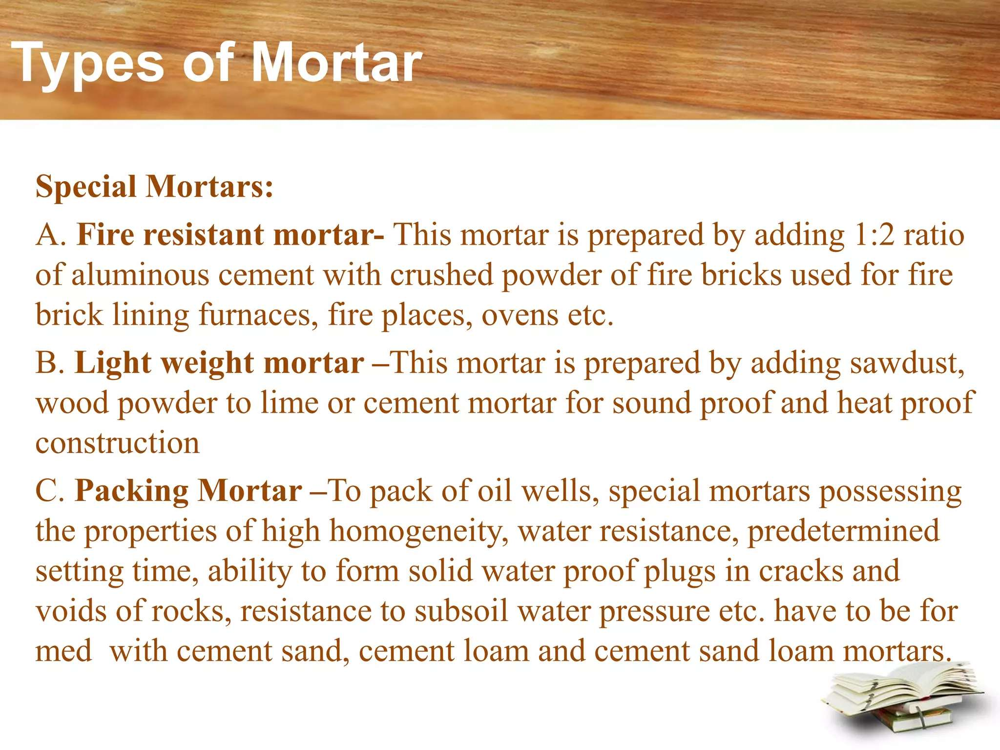 Types of Mortar
Special Mortars:
A. Fire resistant mortar- This mortar is prepared by adding 1:2 ratio
of aluminous cement with crushed powder of fire bricks used for fire
brick lining furnaces, fire places, ovens etc.
B. Light weight mortar –This mortar is prepared by adding sawdust,
wood powder to lime or cement mortar for sound proof and heat proof
construction
C. Packing Mortar –To pack of oil wells, special mortars possessing
the properties of high homogeneity, water resistance, predetermined
setting time, ability to form solid water proof plugs in cracks and
voids of rocks, resistance to subsoil water pressure etc. have to be for
med  with cement sand, cement loam and cement sand loam mortars.